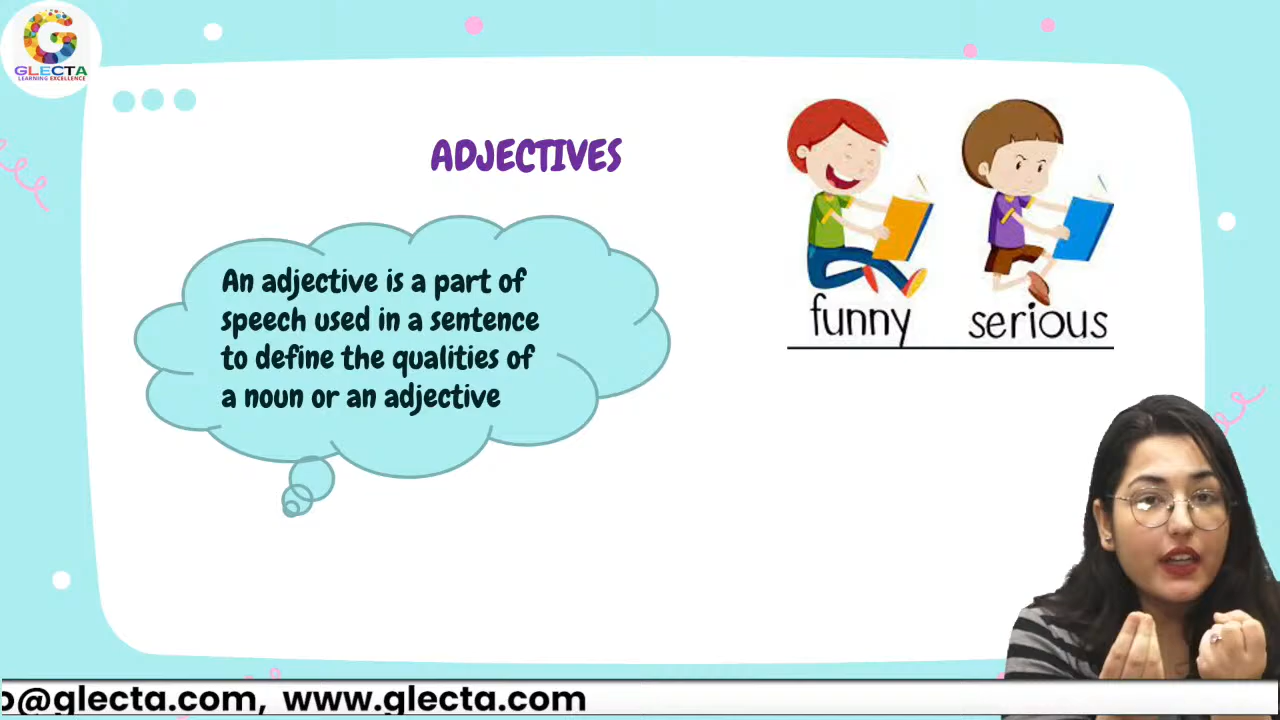 GLECTA
LEARNING EXCELLENCE
ADJECTIVES
An adjective is a part of
speech used in a sentence
to define the qualities of
a noun or an adjective
funny serious
o@glecta.com, www.glecta.com